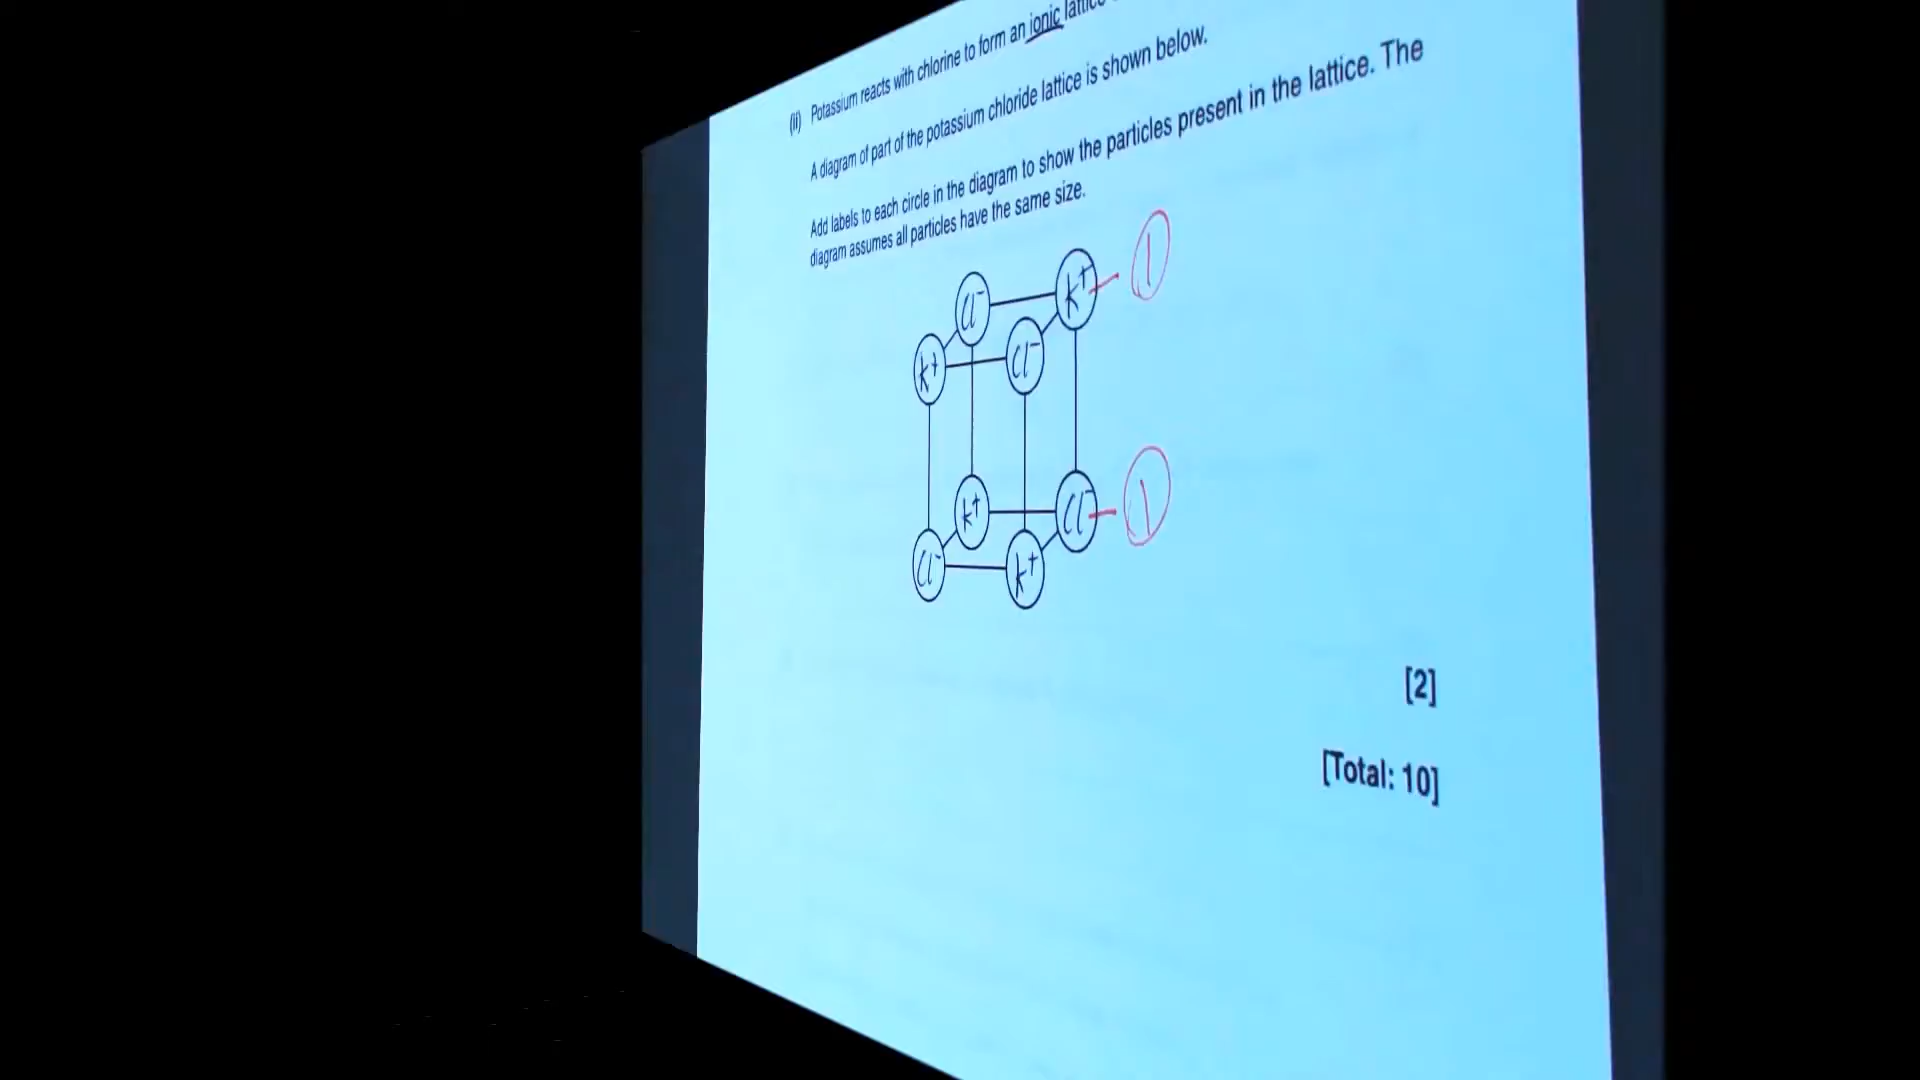 (ii) Potassium reacts with chlorine to form an ionic lattice
A diagram of part of the potassium chloride lattice is shown below.
Add labels to each circle in the diagram to show the particles present in the lattice. The
diagram assumes all particles have the same size.
Cl⁻ K⁺ 1
K⁺ Cl⁻
K⁺ Cl⁻ 1
Cl⁻ K⁺
[2]
[Total: 10]